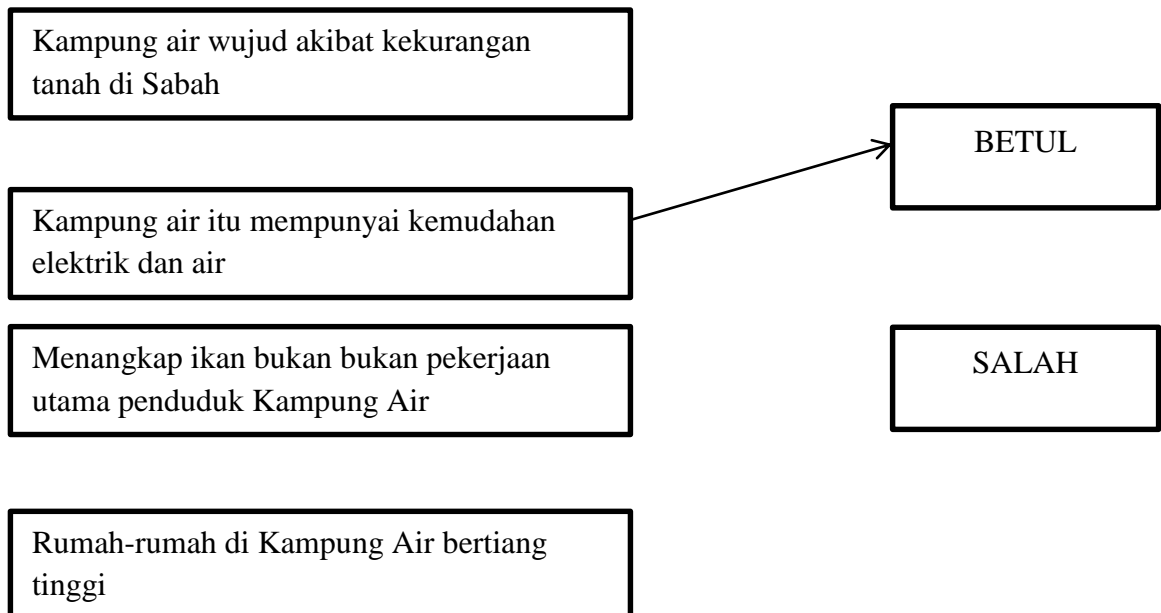 Kampung air wujud akibat kekurangan
tanah di Sabah
BETUL
Kampung air itu mempunyai kemudahan
elektrik dan air
Menangkap ikan bukan bukan pekerjaan
utama penduduk Kampung Air
SALAH
Rumah-rumah di Kampung Air bertiang
tinggi